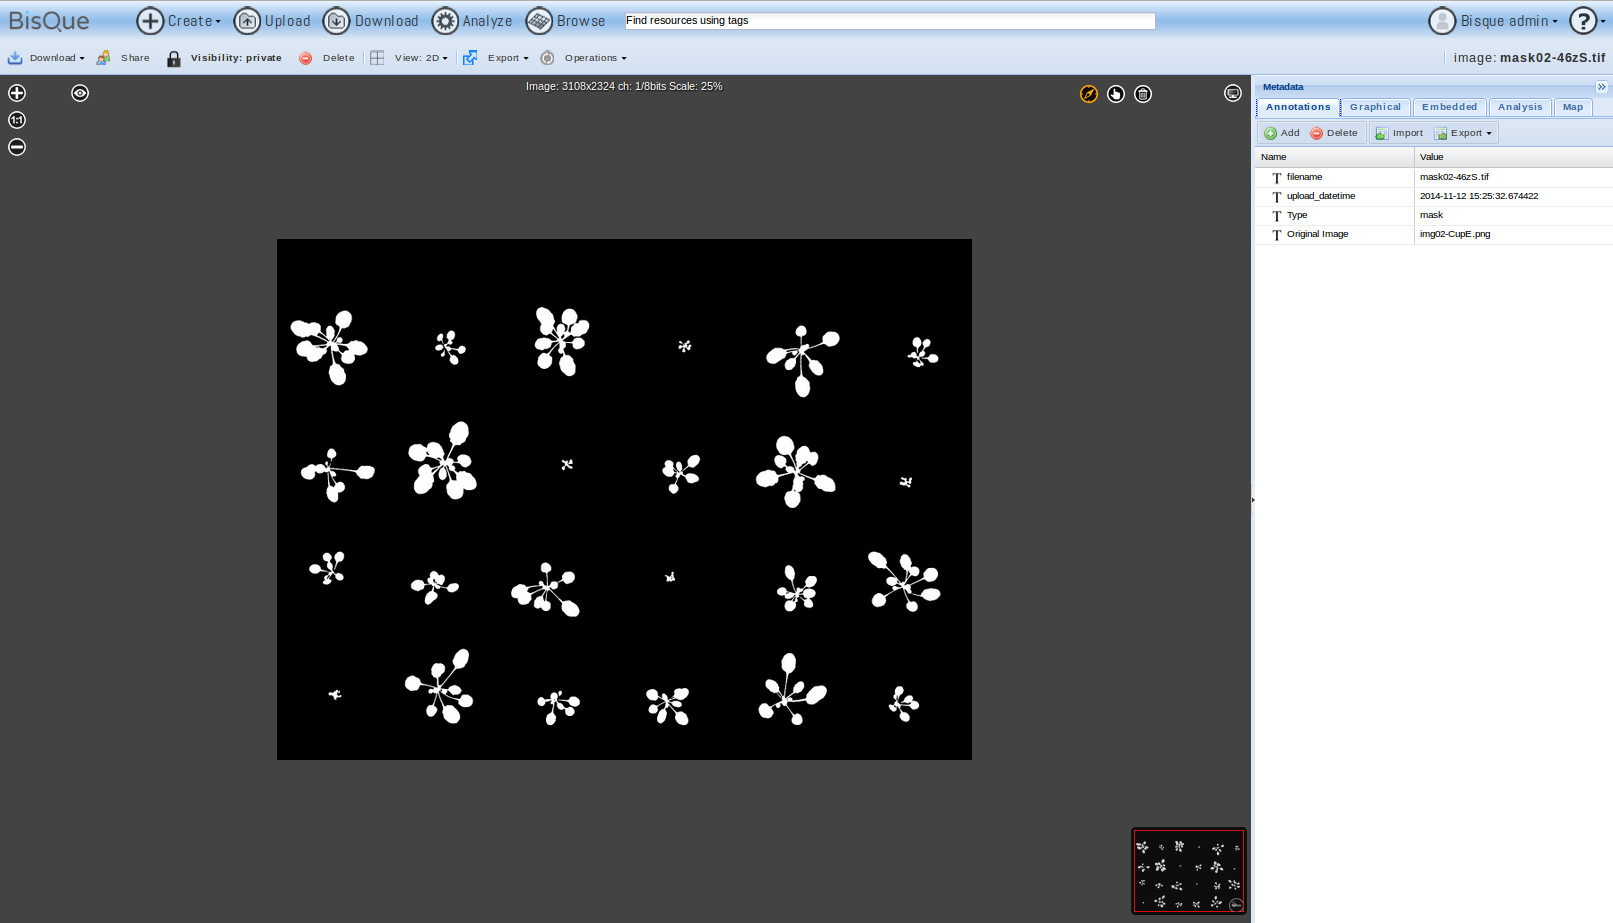 BisQue Create Upload Download Analyze Browse Find resources using tags Bisque admin ?
Download Share Visibility: private Delete View: 2D Export Operations image: mask02-46zS.tif
Image: 3108x2324 ch: 1/8bits Scale: 25%
1:1
Metadata
Annotations Graphical Embedded Analysis Map
Add Delete Import Export
Name Value
T filename mask02-46zS.tif
T upload_datetime 2014-11-12 15:25:32.674422
T Type mask
T Original Image img02-CupE.png